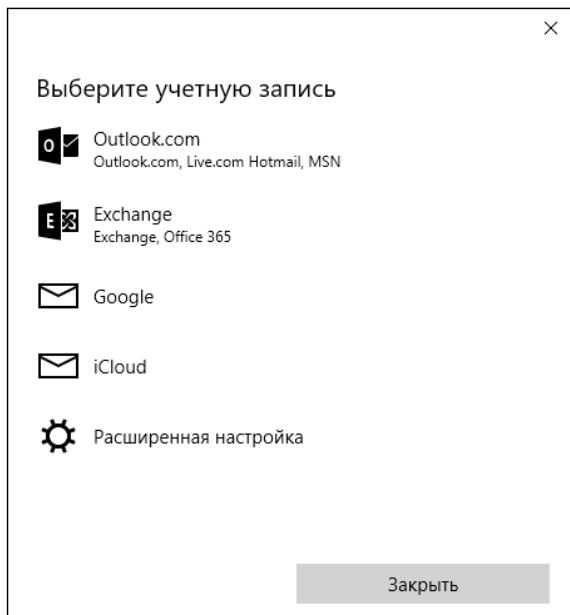 Выберите учетную запись
Outlook.com
Outlook.com, Live.com Hotmail, MSN
Exchange
Exchange, Office 365
Google
iCloud
Расширенная настройка
Закрыть